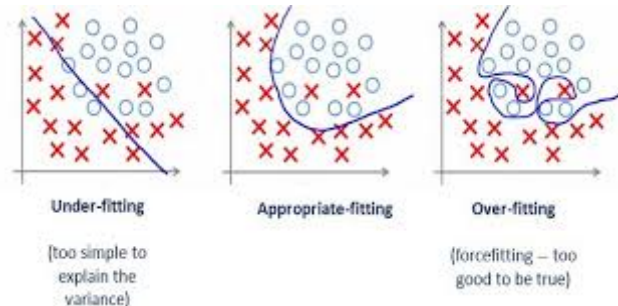 Under-fitting
Appropriate-fitting
Over-fitting
(too simple to
explain the
variance)
(forcefitting – too
good to be true)